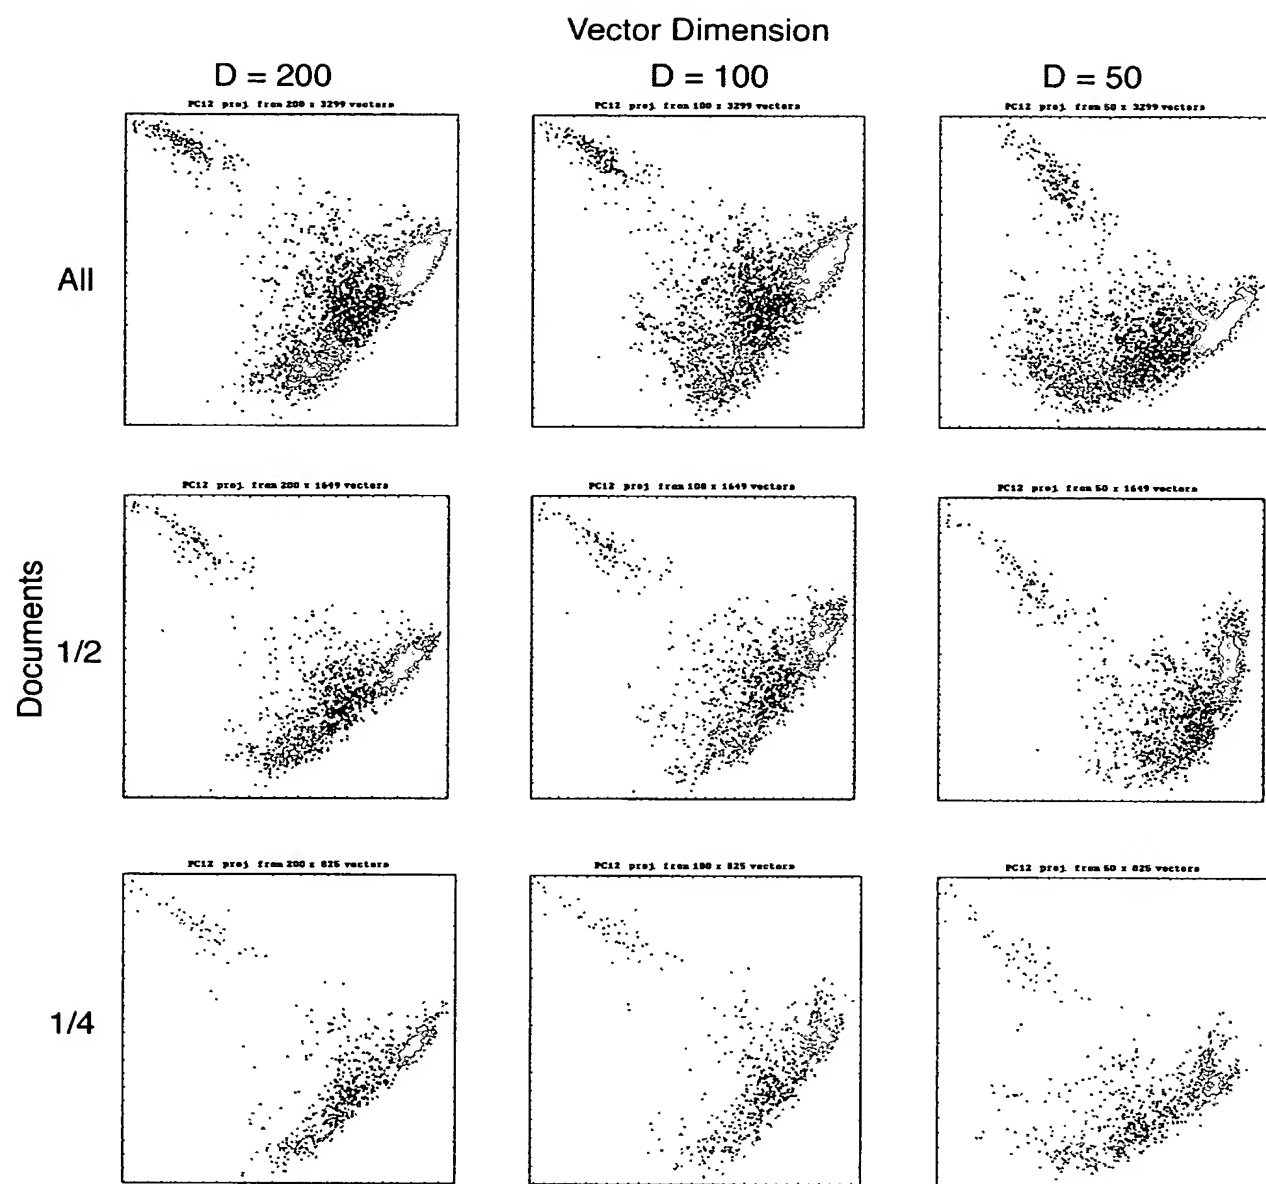 Vector Dimension
D = 200 D = 100 D = 50
PC12 proj from 200 x 3299 vectors PC12 proj from 100 x 3299 vectors PC12 proj from 50 x 3299 vectors
All
PC12 proj from 200 x 1649 vectors PC12 proj from 100 x 1649 vectors PC12 proj from 50 x 1649 vectors
Documents
1/2
PC12 proj from 200 x 825 vectors PC12 proj from 100 x 825 vectors PC12 proj from 50 x 825 vectors
1/4